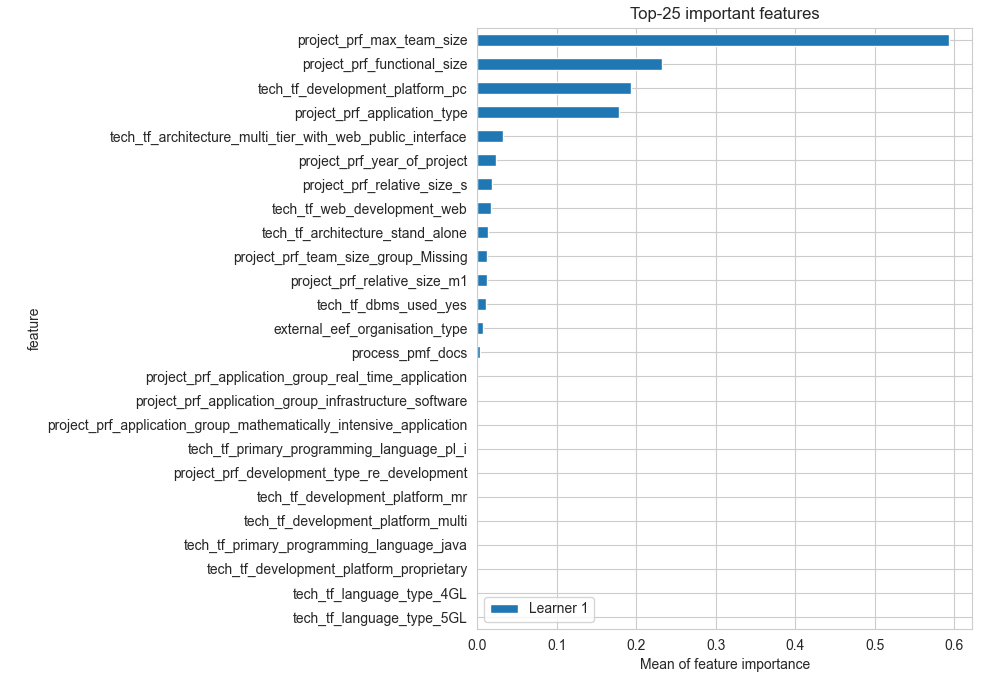 Top-25 important features
project_prf_max_team_size
project_prf_functional_size
tech_tf_development_platform_pc
project_prf_application_type
tech_tf_architecture_multi_tier_with_web_public_interface
project_prf_year_of_project
project_prf_relative_size_s
tech_tf_web_development_web
tech_tf_architecture_stand_alone
project_prf_team_size_group_Missing
project_prf_relative_size_m1
tech_tf_dbms_used_yes
external_eef_organisation_type
process_pmf_docs
project_prf_application_group_real_time_application
project_prf_application_group_infrastructure_software
project_prf_application_group_mathematically_intensive_application
tech_tf_primary_programming_language_pl_i
project_prf_development_type_re_development
tech_tf_development_platform_mr
tech_tf_development_platform_multi
tech_tf_primary_programming_language_java
tech_tf_development_platform_proprietary
tech_tf_language_type_4GL
tech_tf_language_type_5GL
feature
Learner 1
0.0 0.1 0.2 0.3 0.4 0.5 0.6
Mean of feature importance